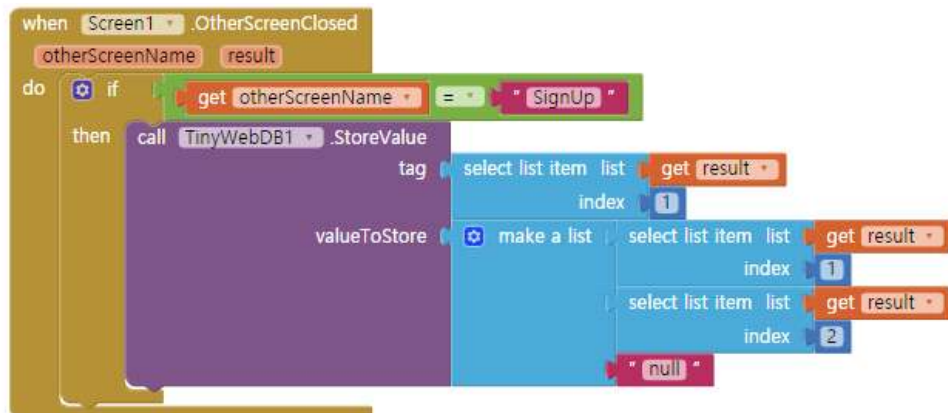 when Screen1 .OtherScreenClosed
otherScreenName result
do if get otherScreenName = " SignUp "
then call TinyWebDB1 .StoreValue
tag select list item list get result
index 1
valueToStore make a list select list item list get result
index 1
select list item list get result
index 2
" null "